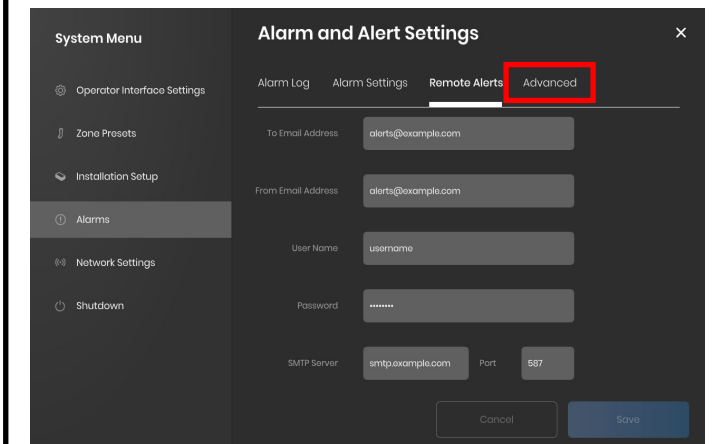 System Menu
Operator Interface Settings
Zone Presets
Installation Setup
Alarms
Network Settings
Shutdown
Alarm and Alert Settings
Alarm Log Alarm Settings Remote Alerts Advanced
To Email Address alerts@example.com
From Email Address alerts@example.com
User Name username
Password ••••••••
SMTP Server smtp.example.com Port 587
Cancel Save